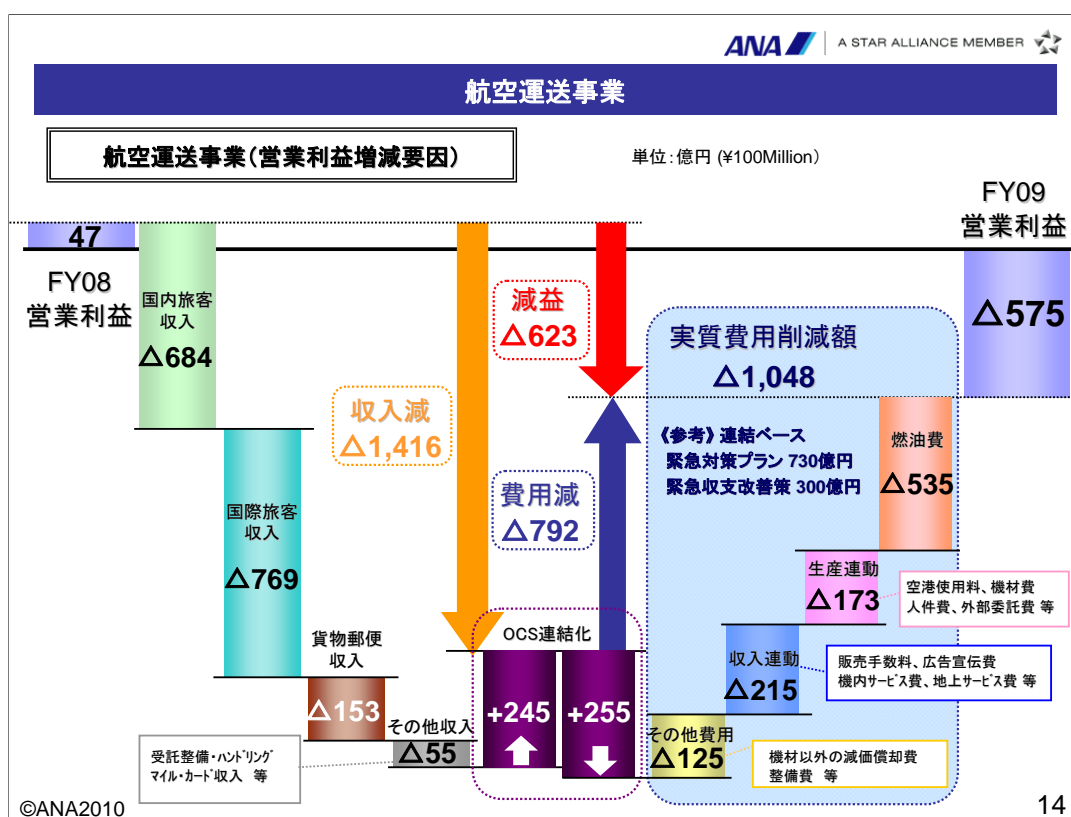 ANA
A STAR ALLIANCE MEMBER
航空運送事業
航空運送事業（営業利益増減要因）
単位：億円 (¥100Million)
FY09
営業利益
47
FY08
営業利益
国内旅客
収入
△684
国際旅客
収入
△769
貨物郵便
収入
△153
その他収入
△55
受託整備・ハンドリング
マイル・カード収入 等
収入減
△1,416
減益
△623
費用減
△792
OCS連結化
+245
+255
実質費用削減額
△1,048
《参考》 連結ベース
緊急対策プラン 730億円
緊急収支改善策 300億円
燃油費
△535
生産連動
△173
空港使用料、機材費
人件費、外部委託費 等
収入連動
△215
販売手数料、広告宣伝費
機内サービス費、地上サービス費 等
その他費用
△125
機材以外の減価償却費
整備費 等
△575
©ANA2010
14